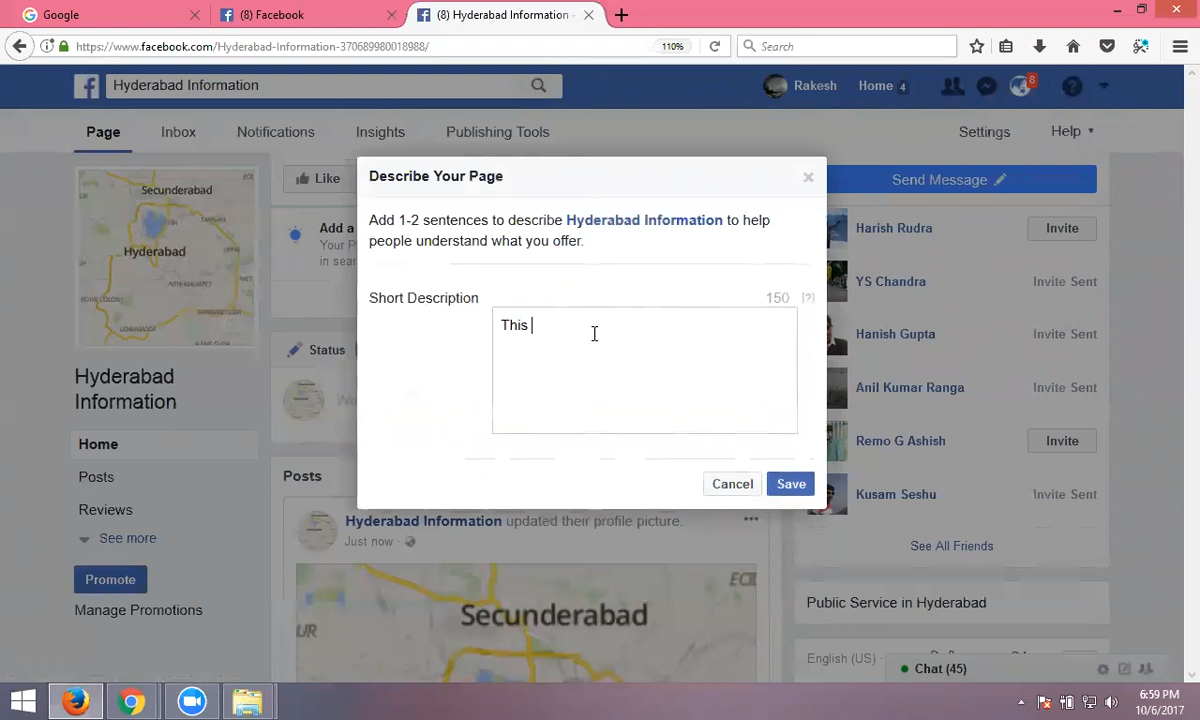 Google
(8) Facebook
(8) Hyderabad Information -
https://www.facebook.com/Hyderabad-Information-370689980018988/
110%
Search
Hyderabad Information
Rakesh
Home 4
8
Page
Inbox
Notifications
Insights
Publishing Tools
Settings
Help
Secunderabad
Hyderabad
Like
Send Message
Describe Your Page
Add 1-2 sentences to describe Hyderabad Information to help
people understand what you offer.
Short Description
150 [?]
This
Cancel
Save
Add a
Your P
in sear
Status
Hyderabad
Information
Home
Posts
Reviews
See more
Promote
Manage Promotions
Harish Rudra
Invite
YS Chandra
Invite Sent
Hanish Gupta
Invite Sent
Anil Kumar Ranga
Invite Sent
Remo G Ashish
Invite
Kusam Seshu
Invite Sent
See All Friends
Posts
Hyderabad Information updated their profile picture.
Just now
Secunderabad
UR
Public Service in Hyderabad
English (US)
Chat (45)
6:59 PM
10/6/2017